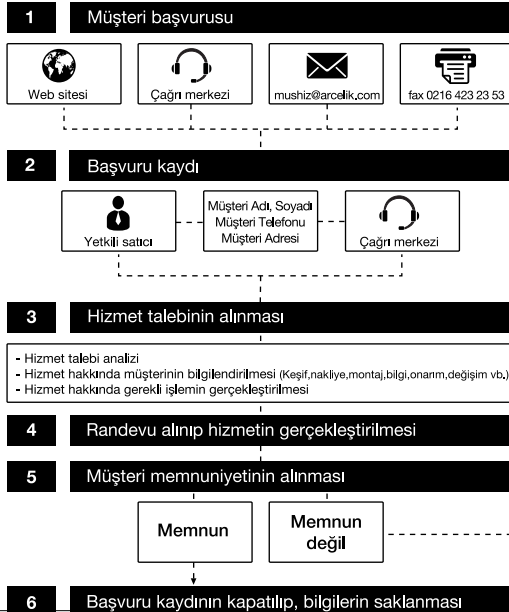 1 Müşteri başvurusu
Web sitesi
Çağrı merkezi
mushiz@arcelik.com
fax 0216 423 23 53
2 Başvuru kaydı
Yetkili satıcı
Müşteri Adı, Soyadı
Müşteri Telefonu
Müşteri Adresi
Çağrı merkezi
3 Hizmet talebinin alınması
- Hizmet talebi analizi
- Hizmet hakkında müşterinin bilgilendirilmesi (Keşif,nakliye,montaj,bilgi,onarım,değişim vb.)
- Hizmet hakkında gerekli işlemin gerçekleştirilmesi
4 Randevu alınıp hizmetin gerçekleştirilmesi
5 Müşteri memnuniyetinin alınması
Memnun
Memnun
değil
6 Başvuru kaydının kapatılıp, bilgilerin saklanması